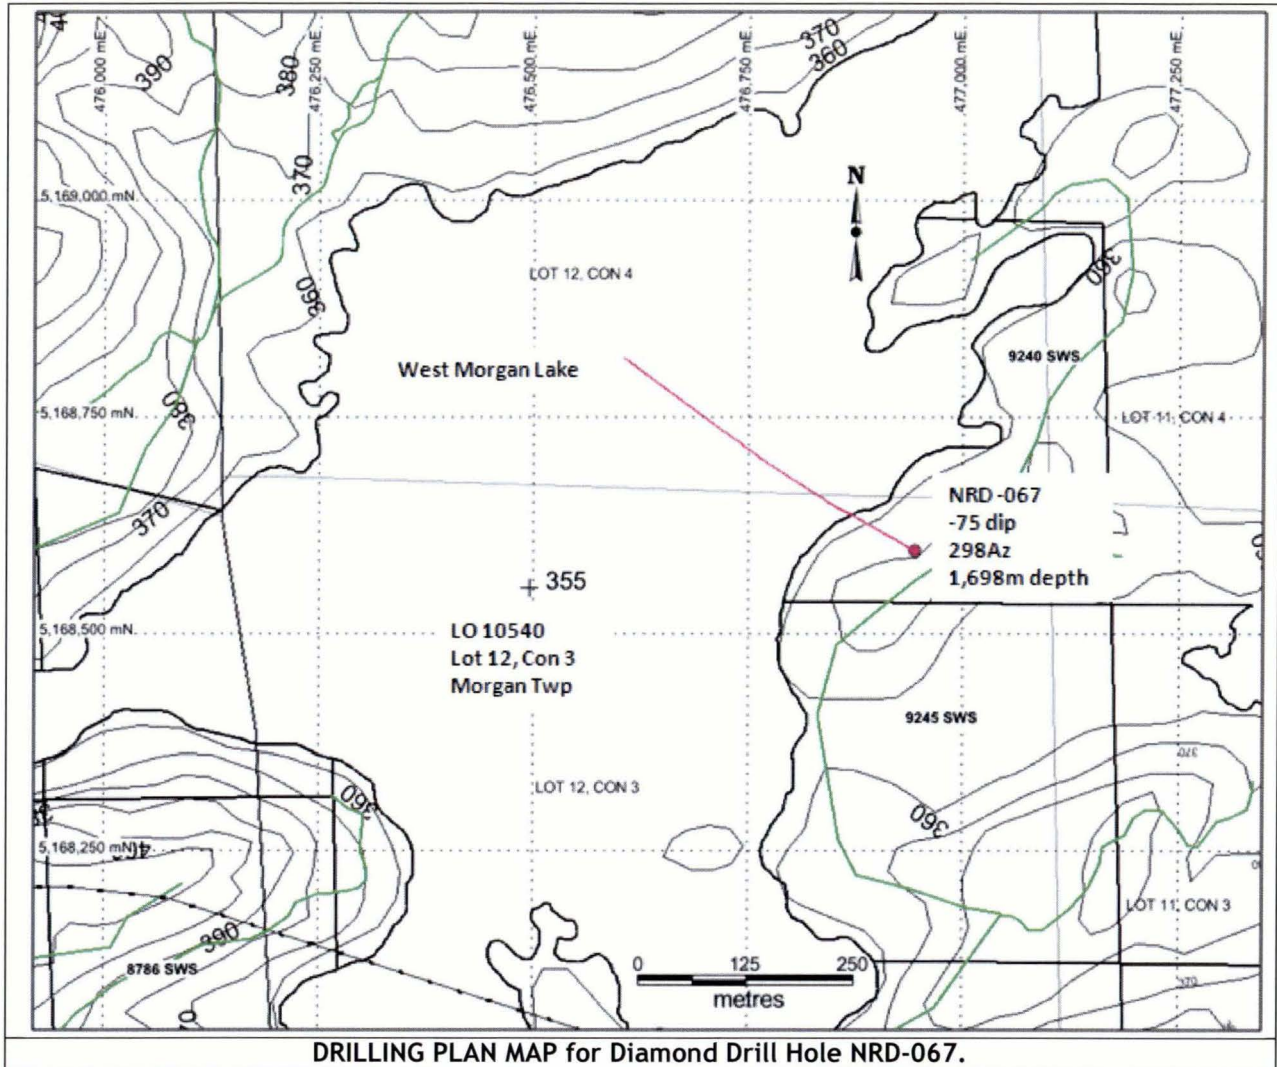 476,000 mE.
476,250 mE.
476,500 mE.
476,750 mE.
477,000 mE.
477,250 mE.
390
380
370
360
370
5,169,000 mN.
N
LOT 12, CON 4
360
360
9240 SWS
West Morgan Lake
380
5,168,750 mN.
LOT 11, CON 4
370
NRD -067
-75 dip
298Az
1,698m depth
355
5,168,500 mN.
LO 10540
Lot 12, Con 3
Morgan Twp
9245 SWS
370
LOT 12, CON 3
360
360
5,168,250 mN.
LOT 11, CON 3
390
8786 SWS
0 125 250
metres
370
DRILLING PLAN MAP for Diamond Drill Hole NRD-067.